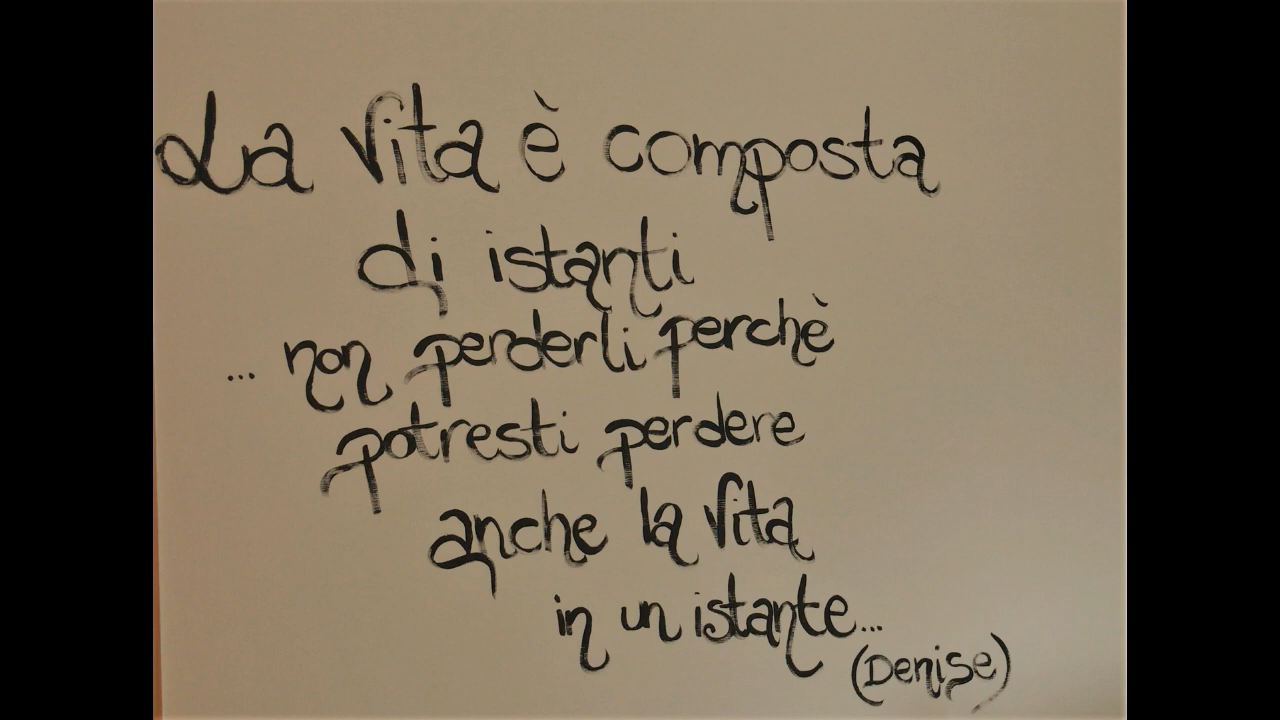 La vita è composta
di istanti
... non perderli perchè
potresti perdere
anche la vita
in un istante...
(Denise)